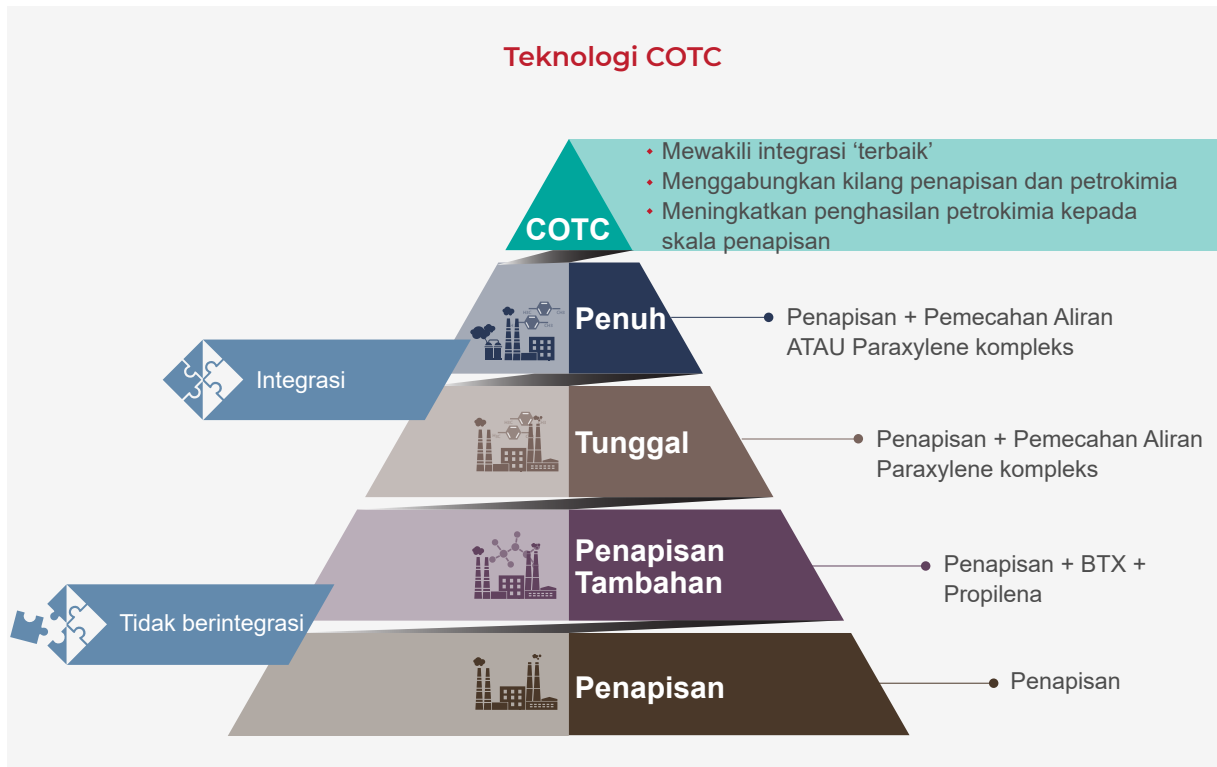 Teknologi COTC
Mewakili integrasi ‘terbaik’
Menggabungkan kilang penapisan dan petrokimia
Meningkatkan penghasilan petrokimia kepada
skala penapisan
COTC
Penuh
Penapisan + Pemecahan Aliran
ATAU Paraxylene kompleks
Integrasi
Tunggal
Penapisan + Pemecahan Aliran
Paraxylene kompleks
Penapisan
Tambahan
Penapisan + BTX +
Propilena
Tidak berintegrasi
Penapisan
Penapisan